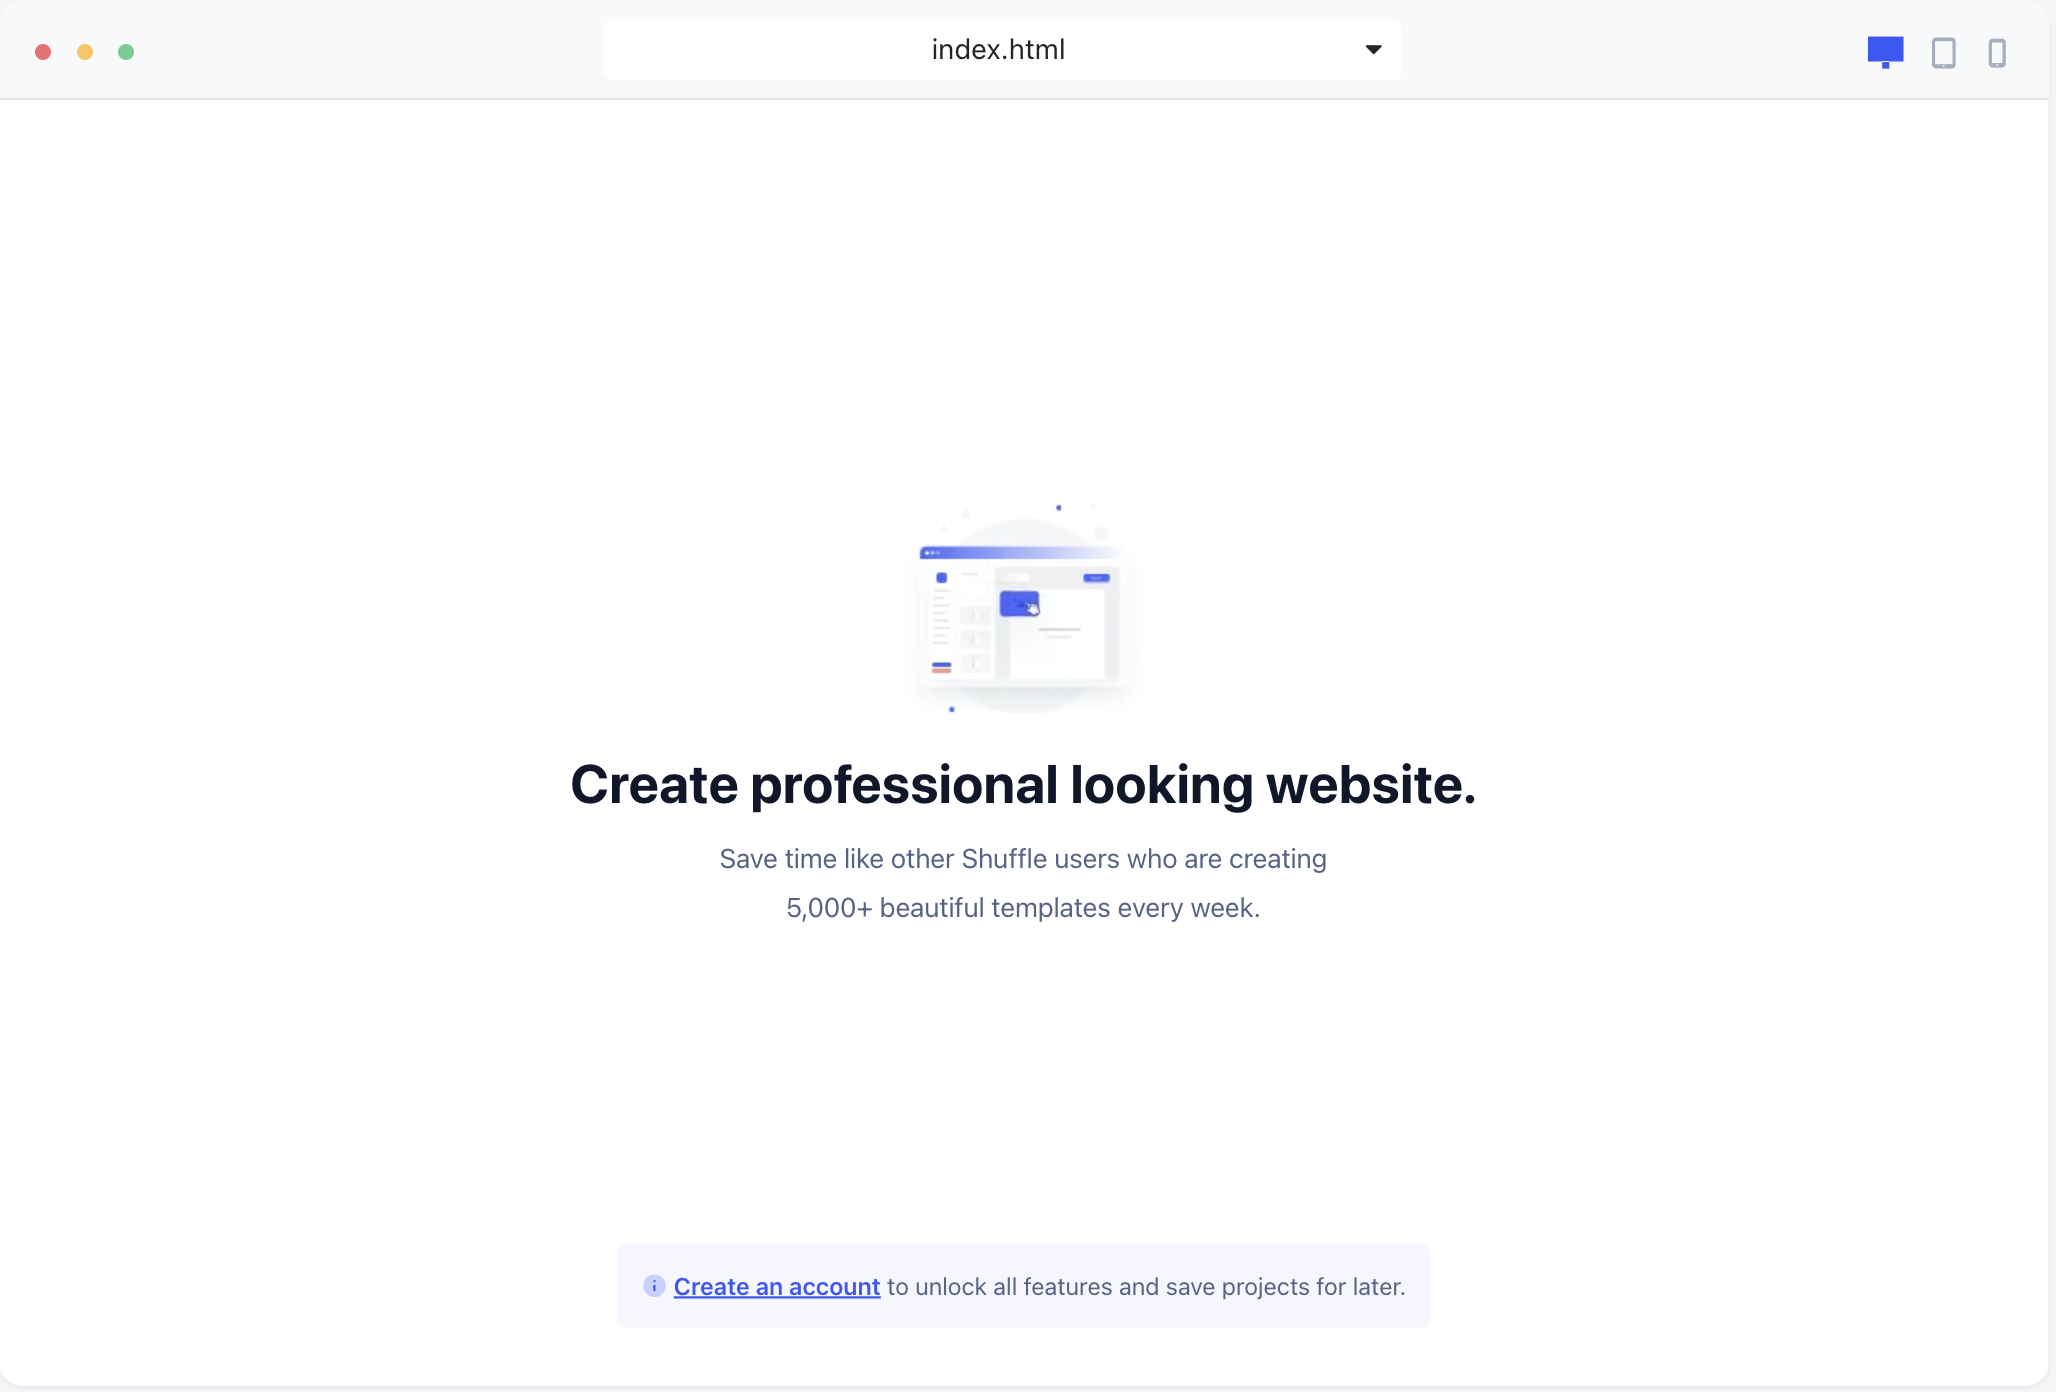 index.html
Create professional looking website.
Save time like other Shuffle users who are creating
5,000+ beautiful templates every week.
Create an account to unlock all features and save projects for later.